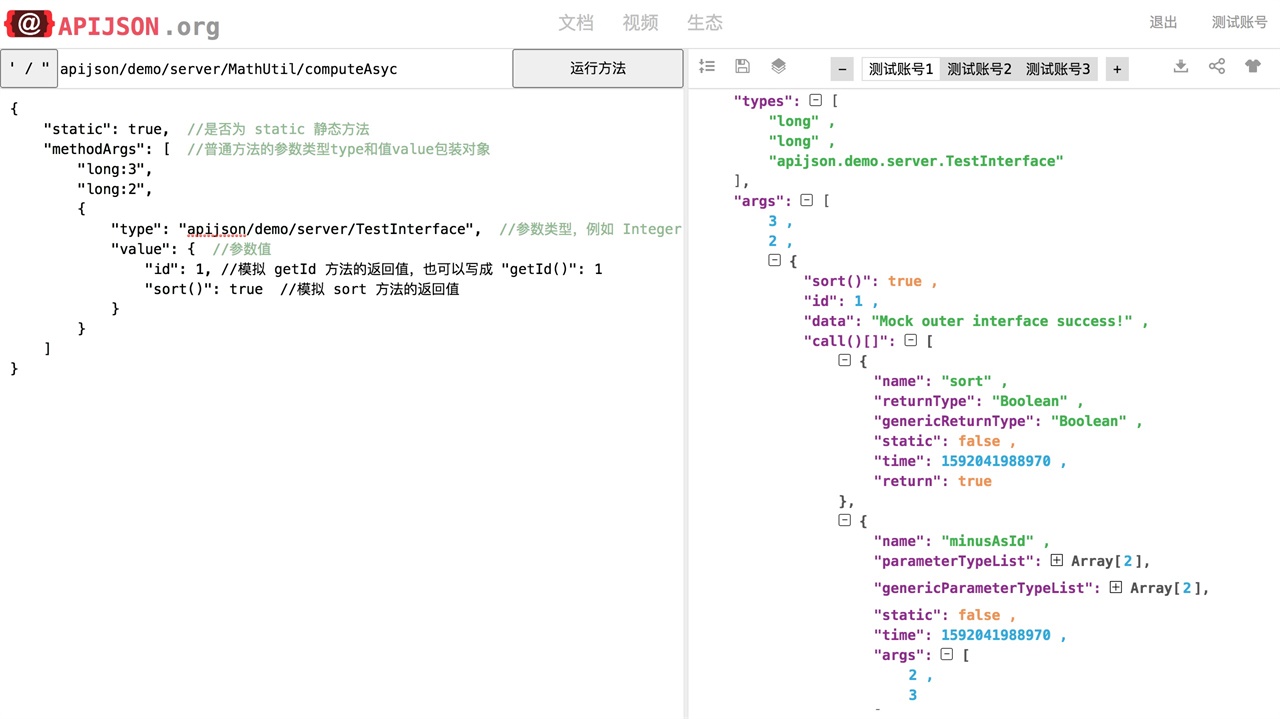 @ APIJSON.org
文档 视频 生态
退出 测试账号
' / " apijson/demo/server/MathUtil/computeAsyc 运行方法
− 测试账号1 测试账号2 测试账号3 +
{
"static": true, //是否为 static 静态方法
"methodArgs": [ //普通方法的参数类型type和值value包装对象
"long:3",
"long:2",
{
"type": "apijson/demo/server/TestInterface", //参数类型，例如 Integer
"value": { //参数值
"id": 1, //模拟 getId 方法的返回值，也可以写成 "getId()": 1
"sort()": true //模拟 sort 方法的返回值
}
}
]
}
"types": [
"long" ,
"long" ,
"apijson.demo.server.TestInterface"
],
"args": [
3 ,
2 ,
{
"sort()": true ,
"id": 1 ,
"data": "Mock outer interface success!" ,
"call()[]": [
{
"name": "sort" ,
"returnType": "Boolean" ,
"genericReturnType": "Boolean" ,
"static": false ,
"time": 1592041988970 ,
"return": true
},
{
"name": "minusAsId" ,
"parameterTypeList": Array[2],
"genericParameterTypeList": Array[2],
"static": false ,
"time": 1592041988970 ,
"args": [
2 ,
3